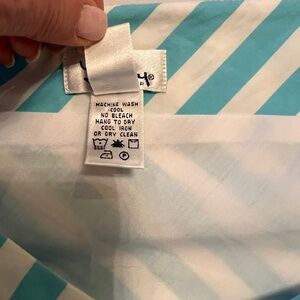 MACHINE WASH
COOL
NO BLEACH
HANG TO DRY
COOL IRON
OR DRY CLEAN